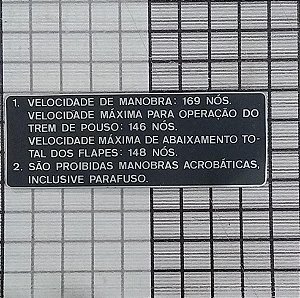 1. VELOCIDADE DE MANOBRA: 169 NÓS.
VELOCIDADE MÁXIMA PARA OPERAÇÃO DO
TREM DE POUSO: 146 NÓS.
VELOCIDADE MÁXIMA DE ABAIXAMENTO TO-
TAL DOS FLAPES: 148 NÓS.
2. SÃO PROIBIDAS MANOBRAS ACROBÁTICAS,
INCLUSIVE PARAFUSO.